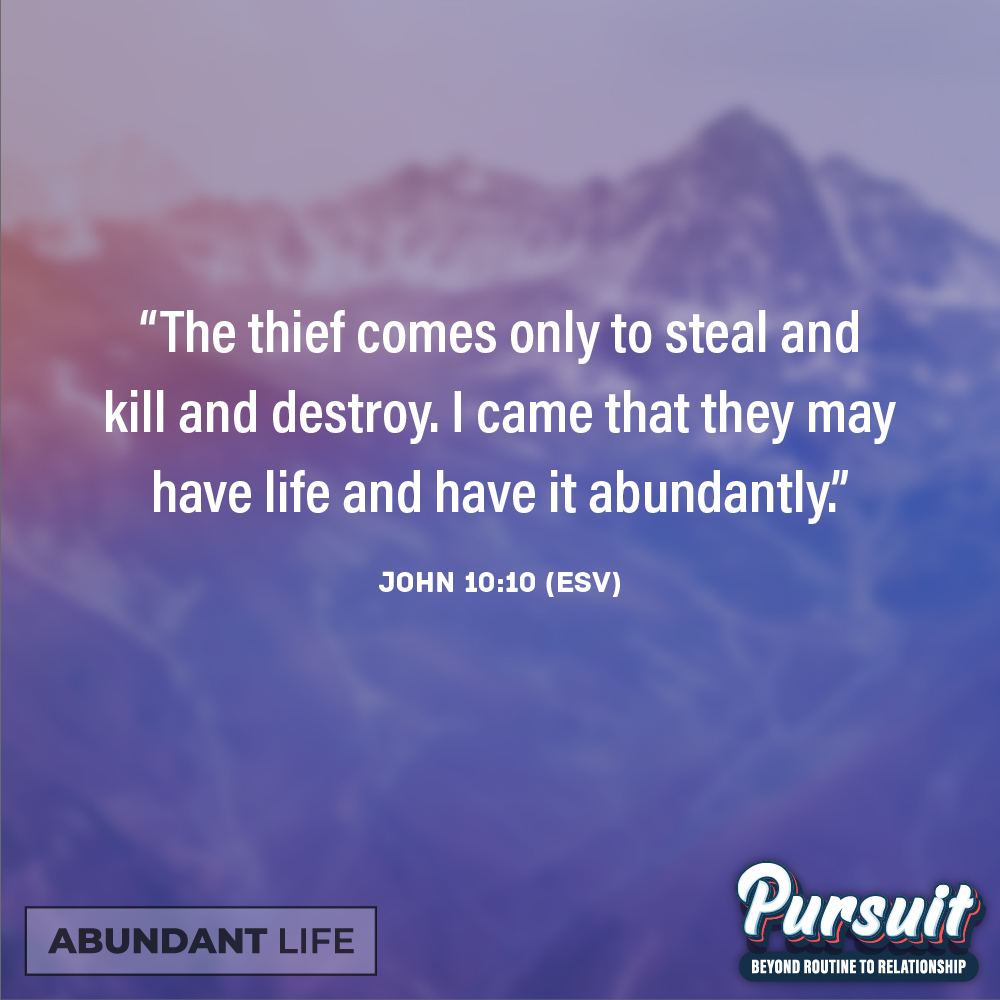 “The thief comes only to steal and
kill and destroy. I came that they may
have life and have it abundantly.”
JOHN 10:10 (ESV)
ABUNDANT LIFE
Pursuit
BEYOND ROUTINE TO RELATIONSHIP